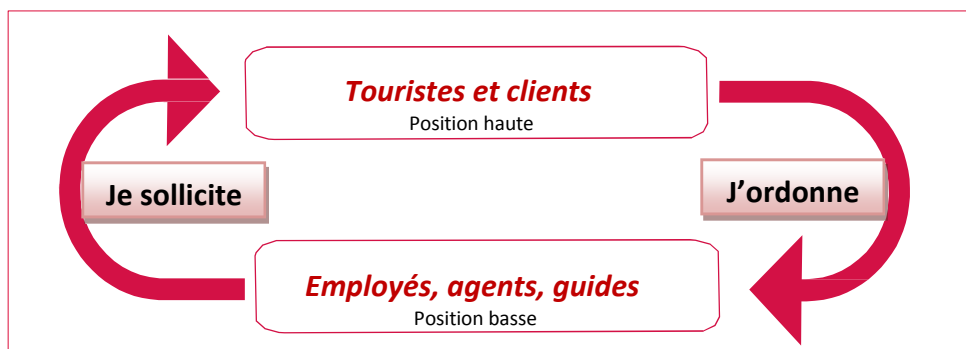 Touristes et clients
Position haute
Je sollicite
J’ordonne
Employés, agents, guides
Position basse